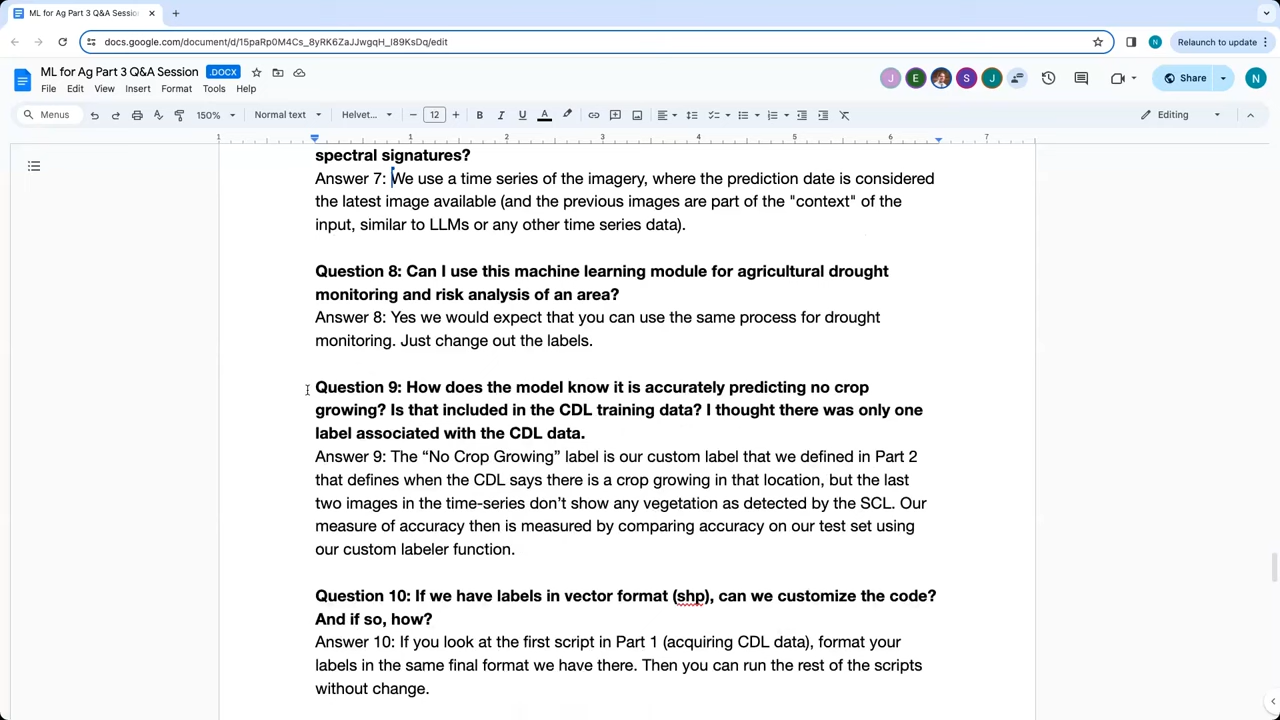 ML for Ag Part 3 Q&A Session
docs.google.com/document/d/15paRp0M4Cs_8yRK6ZaJJwgqH_I89KsDq/edit
N
Relaunch to update
ML for Ag Part 3 Q&A Session
.DOCX
J
E
S
J
Share
N
File Edit View Insert Format Tools Help
Menus
150%
Normal text
Helvet...
12
B I U A
Editing
1 1 2 3 4 5 6 7
spectral signatures?
Answer 7: We use a time series of the imagery, where the prediction date is considered
the latest image available (and the previous images are part of the "context" of the
input, similar to LLMs or any other time series data).
Question 8: Can I use this machine learning module for agricultural drought
monitoring and risk analysis of an area?
Answer 8: Yes we would expect that you can use the same process for drought
monitoring. Just change out the labels.
Question 9: How does the model know it is accurately predicting no crop
growing? Is that included in the CDL training data? I thought there was only one
label associated with the CDL data.
Answer 9: The “No Crop Growing” label is our custom label that we defined in Part 2
that defines when the CDL says there is a crop growing in that location, but the last
two images in the time-series don’t show any vegetation as detected by the SCL. Our
measure of accuracy then is measured by comparing accuracy on our test set using
our custom labeler function.
Question 10: If we have labels in vector format (shp), can we customize the code?
And if so, how?
Answer 10: If you look at the first script in Part 1 (acquiring CDL data), format your
labels in the same final format we have there. Then you can run the rest of the scripts
without change.